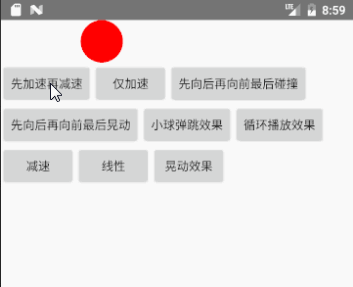 LTE 8:59
先加速再减速 仅加速 先向后再向前最后碰撞
先向后再向前最后晃动 小球弹跳效果 循环播放效果
减速 线性 晃动效果